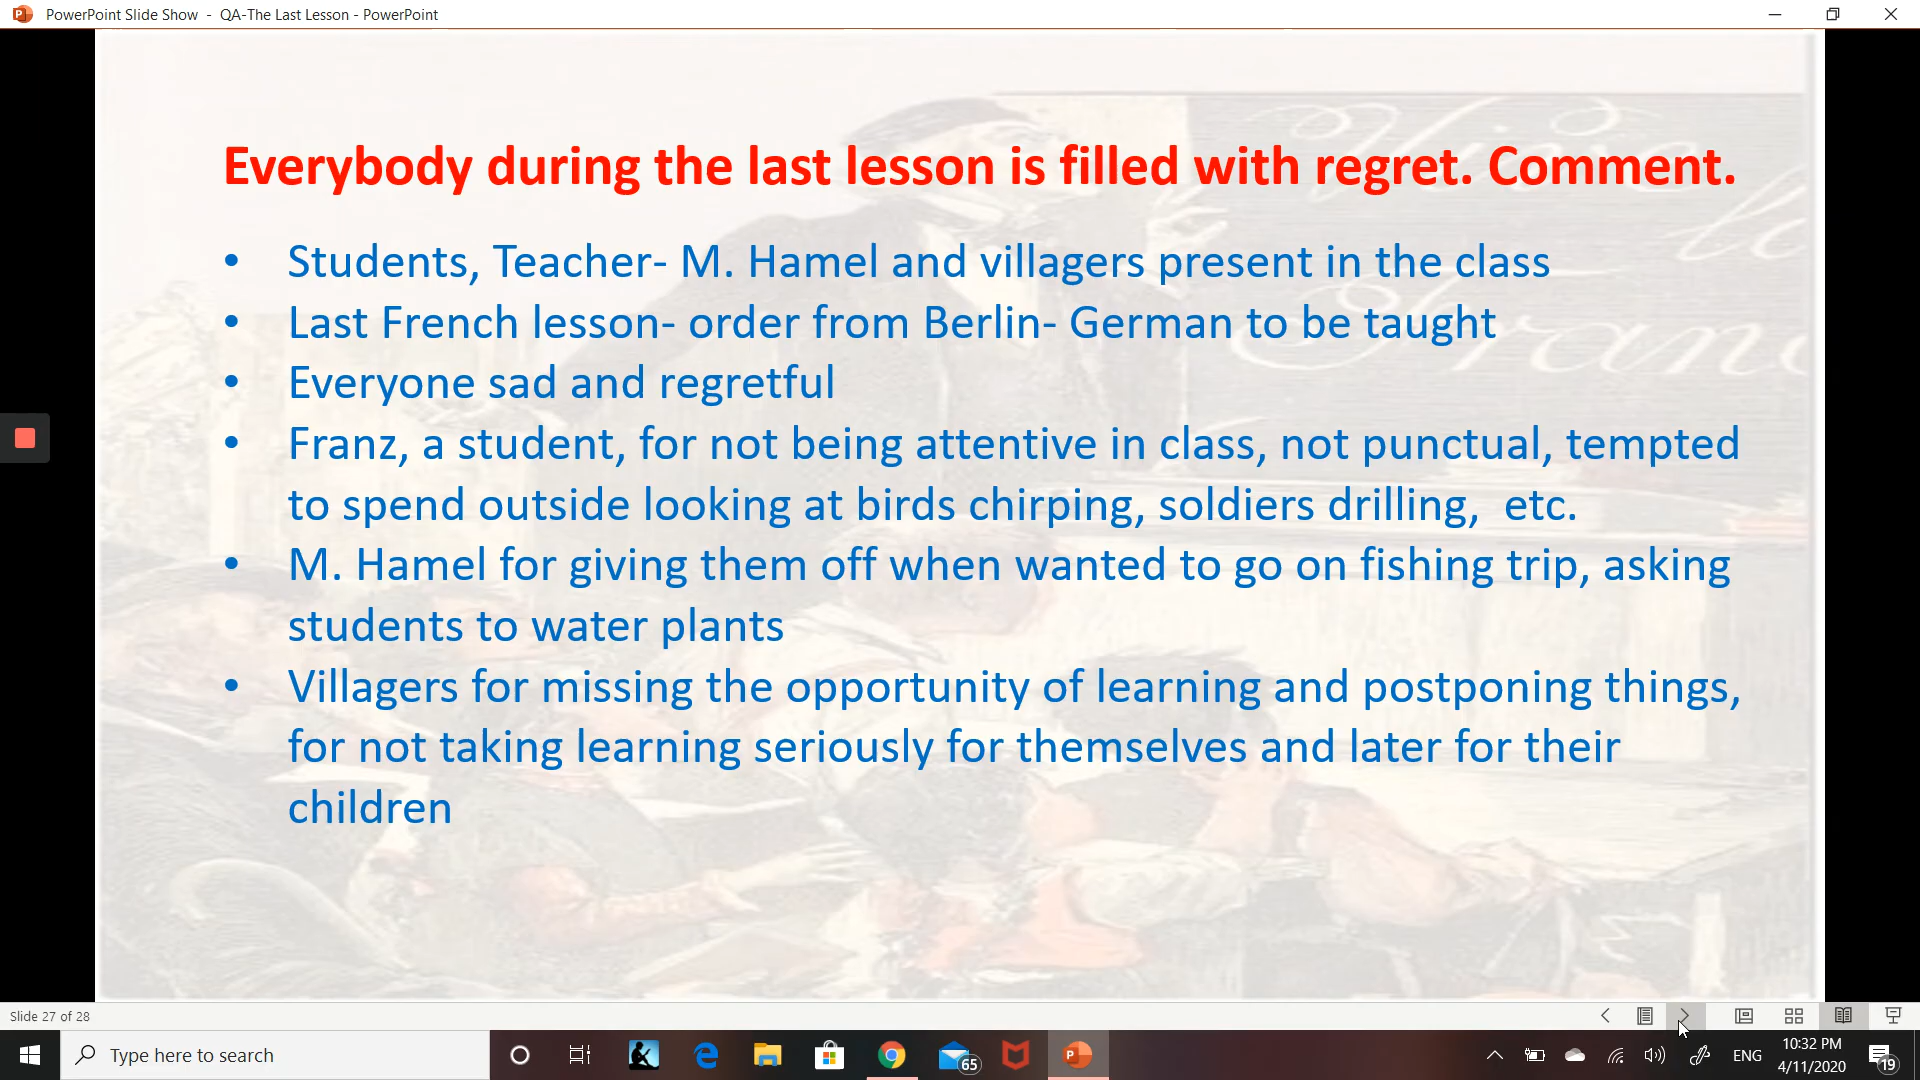 PowerPoint Slide Show - QA-The Last Lesson - PowerPoint
Everybody during the last lesson is filled with regret. Comment.
• Students, Teacher- M. Hamel and villagers present in the class
• Last French lesson- order from Berlin- German to be taught
• Everyone sad and regretful
• Franz, a student, for not being attentive in class, not punctual, tempted
to spend outside looking at birds chirping, soldiers drilling, etc.
• M. Hamel for giving them off when wanted to go on fishing trip, asking
students to water plants
• Villagers for missing the opportunity of learning and postponing things,
for not taking learning seriously for themselves and later for their
children
Slide 27 of 28
Type here to search
65
ENG
10:32 PM
4/11/2020
19